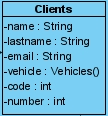 Clients
-name : String
-lastname : String
-email : String
-vehicle : Vehicles()
-code : int
-number : int